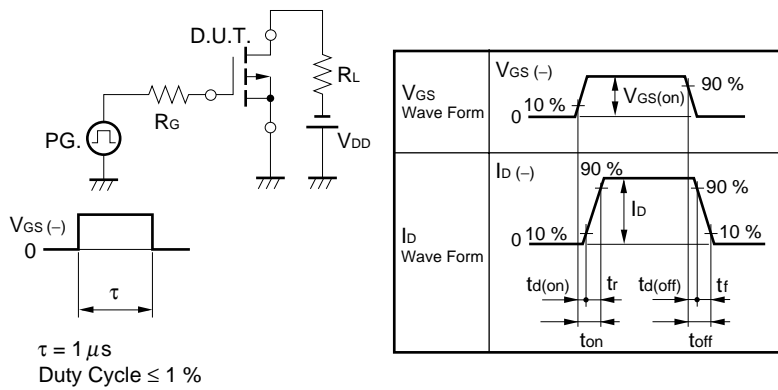 D.U.T.
RL
RG
PG.
VDD
VGS (−)
0
τ
τ = 1 μs
Duty Cycle ≤ 1 %
VGS
Wave Form
VGS (−)
10 %
0
VGS(on)
90 %
ID
Wave Form
ID (−)
90 %
90 %
ID
0 10 %
10 %
td(on) tr td(off) tf
ton toff